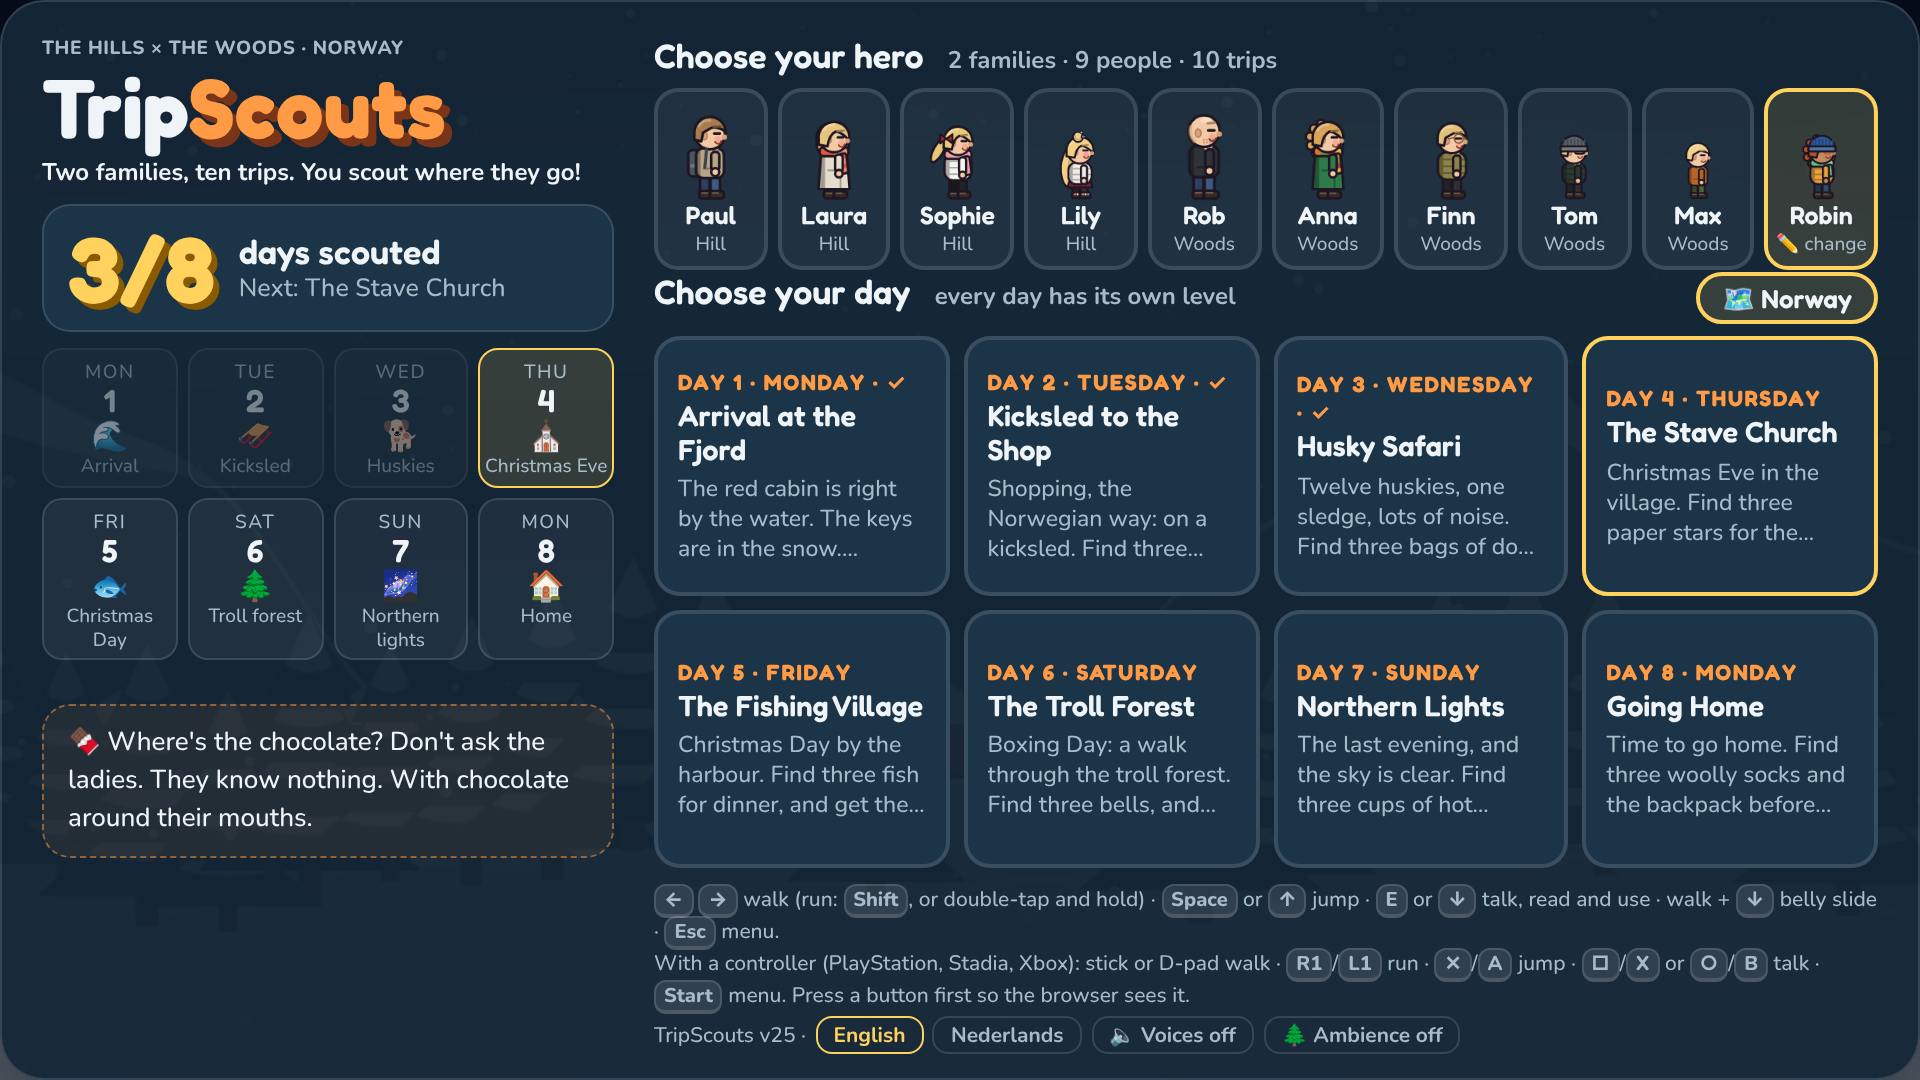 THE HILLS × THE WOODS · NORWAY
TripScouts
Two families, ten trips. You scout where they go!
3/8
days scouted
Next: The Stave Church
MON
1
Arrival
TUE
2
Kicksled
WED
3
Huskies
THU
4
Christmas Eve
FRI
5
Christmas
Day
SAT
6
Troll forest
SUN
7
Northern
lights
MON
8
Home
🍫 Where's the chocolate? Don't ask the
ladies. They know nothing. With chocolate
around their mouths.
Choose your hero 2 families · 9 people · 10 trips
Paul
Hill
Laura
Hill
Sophie
Hill
Lily
Hill
Rob
Woods
Anna
Woods
Finn
Woods
Tom
Woods
Max
Woods
Robin
✏️ change
Choose your day every day has its own level
🗺️ Norway
DAY 1 · MONDAY · ✓
Arrival at the
Fjord
The red cabin is right
by the water. The keys
are in the snow....
DAY 2 · TUESDAY · ✓
Kicksled to the
Shop
Shopping, the
Norwegian way: on a
kicksled. Find three...
DAY 3 · WEDNESDAY
· ✓
Husky Safari
Twelve huskies, one
sledge, lots of noise.
Find three bags of do...
DAY 4 · THURSDAY
The Stave Church
Christmas Eve in the
village. Find three
paper stars for the...
DAY 5 · FRIDAY
The Fishing Village
Christmas Day by the
harbour. Find three fish
for dinner, and get the...
DAY 6 · SATURDAY
The Troll Forest
Boxing Day: a walk
through the troll forest.
Find three bells, and...
DAY 7 · SUNDAY
Northern Lights
The last evening, and
the sky is clear. Find
three cups of hot...
DAY 8 · MONDAY
Going Home
Time to go home. Find
three woolly socks and
the backpack before...
← → walk (run: Shift, or double-tap and hold) · Space or ↑ jump · E or ↓ talk, read and use · walk + ↓ belly slide
· Esc menu.
With a controller (PlayStation, Stadia, Xbox): stick or D-pad walk · R1/L1 run · ✕/A jump · □/X or ○/B talk ·
Start menu. Press a button first so the browser sees it.
TripScouts v25 · English Nederlands 🔈 Voices off 🌲 Ambience off